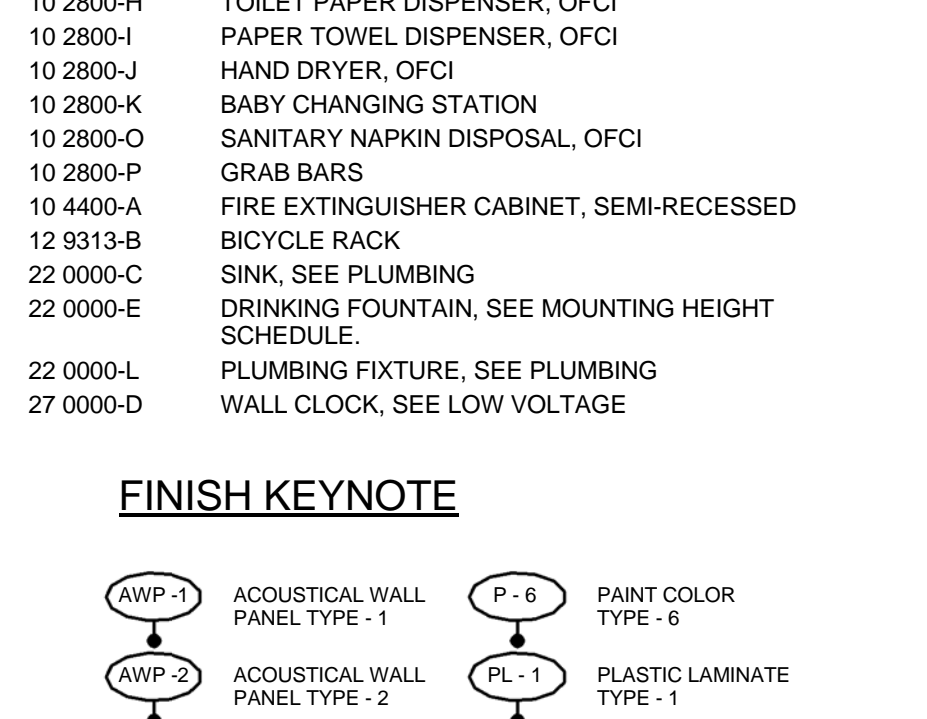 10 2800-H TOILET PAPER DISPENSER, OFCI
10 2800-I PAPER TOWEL DISPENSER, OFCI
10 2800-J HAND DRYER, OFCI
10 2800-K BABY CHANGING STATION
10 2800-O SANITARY NAPKIN DISPOSAL, OFCI
10 2800-P GRAB BARS
10 4400-A FIRE EXTINGUISHER CABINET, SEMI-RECESSED
12 9313-B BICYCLE RACK
22 0000-C SINK, SEE PLUMBING
22 0000-E DRINKING FOUNTAIN, SEE MOUNTING HEIGHT
SCHEDULE.
22 0000-L PLUMBING FIXTURE, SEE PLUMBING
27 0000-D WALL CLOCK, SEE LOW VOLTAGE
FINISH KEYNOTE
AWP -1 ACOUSTICAL WALL
PANEL TYPE - 1
AWP -2 ACOUSTICAL WALL
PANEL TYPE - 2
P - 6 PAINT COLOR
TYPE - 6
PL - 1 PLASTIC LAMINATE
TYPE - 1